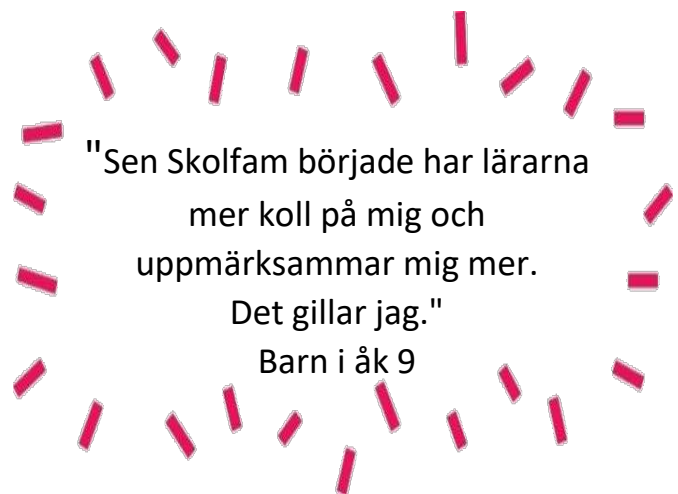 "Sen Skolfam började har lärarna
mer koll på mig och
uppmärksammar mig mer.
Det gillar jag."
Barn i åk 9